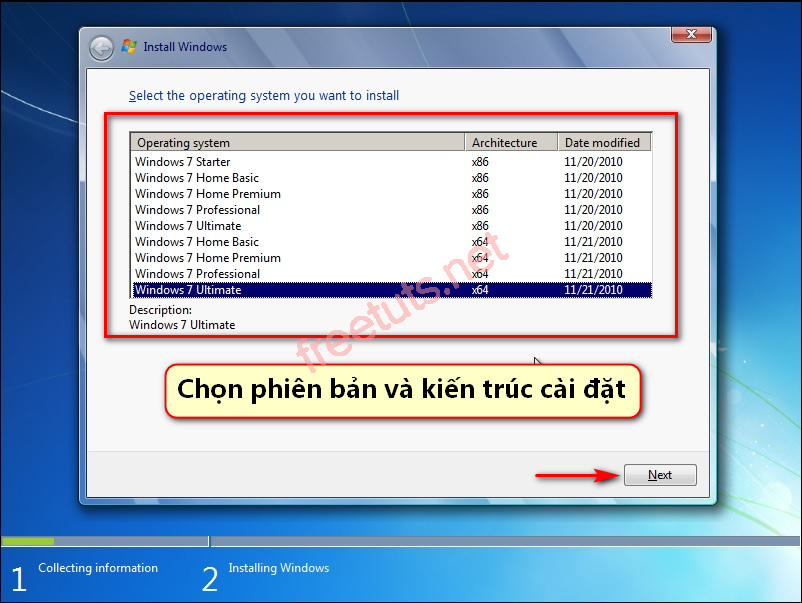 Install Windows
Select the operating system you want to install
Operating system Architecture Date modified
Windows 7 Starter x86 11/20/2010
Windows 7 Home Basic x86 11/20/2010
Windows 7 Home Premium x86 11/20/2010
Windows 7 Professional x86 11/20/2010
Windows 7 Ultimate x86 11/20/2010
Windows 7 Home Basic x64 11/21/2010
Windows 7 Home Premium x64 11/21/2010
Windows 7 Professional x64 11/21/2010
Windows 7 Ultimate x64 11/21/2010
Description:
Windows 7 Ultimate
freetuts.net
Chọn phiên bản và kiến trúc cài đặt
Next
1 Collecting information
2 Installing Windows